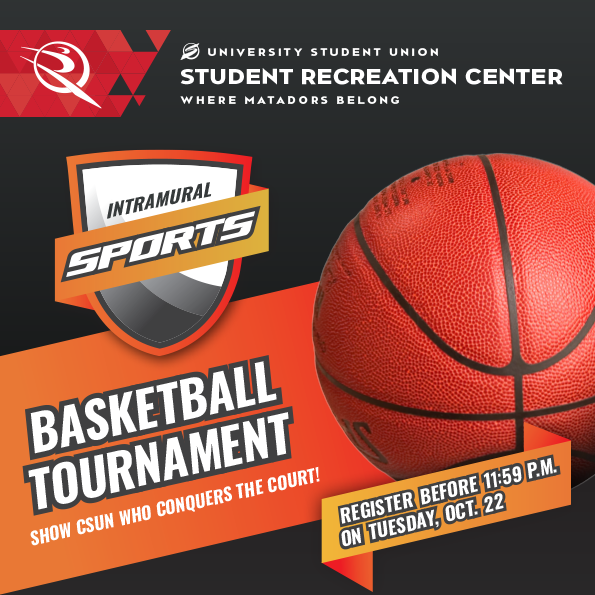 UNIVERSITY STUDENT UNION
STUDENT RECREATION CENTER
WHERE MATADORS BELONG
INTRAMURAL
SPORTS
BASKETBALL
TOURNAMENT
SHOW CSUN WHO CONQUERS THE COURT!
REGISTER BEFORE 11:59 P.M.
ON TUESDAY, OCT. 22